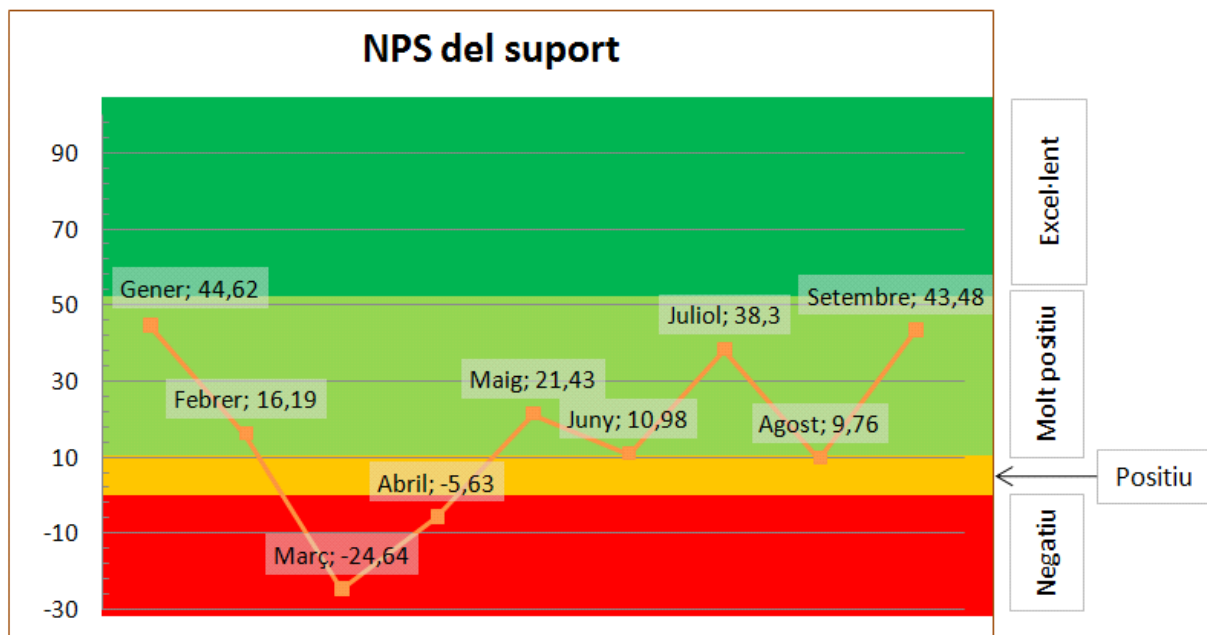 NPS del suport
90
70
50
30
10
-10
-30
Gener; 44,62
Febrer; 16,19
Març; -24,64
Abril; -5,63
Maig; 21,43
Juny; 10,98
Juliol; 38,3
Agost; 9,76
Setembre; 43,48
Excel·lent
Molt positiu
Positiu
Negatiu